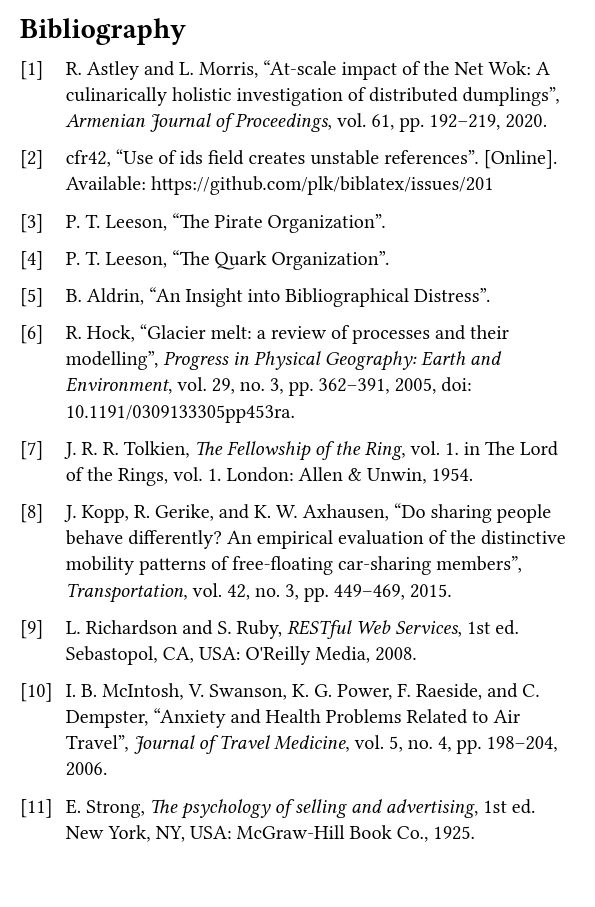 Bibliography
[1] R. Astley and L. Morris, “At-scale impact of the Net Wok: A
culinarically holistic investigation of distributed dumplings”,
Armenian Journal of Proceedings, vol. 61, pp. 192–219, 2020.
[2] cfr42, “Use of ids field creates unstable references”. [Online].
Available: https://github.com/plk/biblatex/issues/201
[3] P. T. Leeson, “The Pirate Organization”.
[4] P. T. Leeson, “The Quark Organization”.
[5] B. Aldrin, “An Insight into Bibliographical Distress”.
[6] R. Hock, “Glacier melt: a review of processes and their
modelling”, Progress in Physical Geography: Earth and
Environment, vol. 29, no. 3, pp. 362–391, 2005, doi:
10.1191/0309133305pp453ra.
[7] J. R. R. Tolkien, The Fellowship of the Ring, vol. 1. in The Lord
of the Rings, vol. 1. London: Allen & Unwin, 1954.
[8] J. Kopp, R. Gerike, and K. W. Axhausen, “Do sharing people
behave differently? An empirical evaluation of the distinctive
mobility patterns of free-floating car-sharing members”,
Transportation, vol. 42, no. 3, pp. 449–469, 2015.
[9] L. Richardson and S. Ruby, RESTful Web Services, 1st ed.
Sebastopol, CA, USA: O'Reilly Media, 2008.
[10] I. B. McIntosh, V. Swanson, K. G. Power, F. Raeside, and C.
Dempster, “Anxiety and Health Problems Related to Air
Travel”, Journal of Travel Medicine, vol. 5, no. 4, pp. 198–204,
2006.
[11] E. Strong, The psychology of selling and advertising, 1st ed.
New York, NY, USA: McGraw-Hill Book Co., 1925.